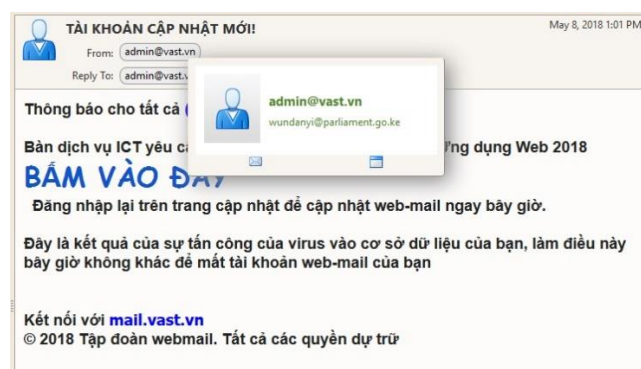 TÀI KHOẢN CẬP NHẬT MỚI!
May 8, 2018 1:01 PM
From: admin@vast.vn
Reply To: admin@vast.v
admin@vast.vn
wundanyi@parliament.go.ke
Thông báo cho tất cả (
Bàn dịch vụ ICT yêu ng dụng Web 2018
BẤM VÀO ĐÂY
Đăng nhập lại trên trang cập nhật để cập nhật web-mail ngay bây giờ.
Đây là kết quả của sự tấn công của virus vào cơ sở dữ liệu của bạn, làm điều này
bây giờ không khác để mất tài khoản web-mail của bạn
Kết nối với mail.vast.vn
© 2018 Tập đoàn webmail. Tất cả các quyền dự trữ